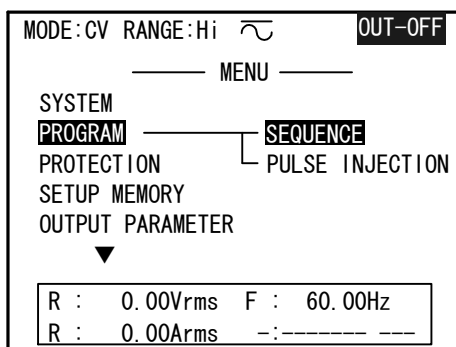 MODE:CV RANGE:Hi OUT-OFF
MENU
SYSTEM
PROGRAM SEQUENCE
PROTECTION PULSE INJECTION
SETUP MEMORY
OUTPUT PARAMETER
▼
R : 0.00Vrms F : 60.00Hz
R : 0.00Arms -:------- ---